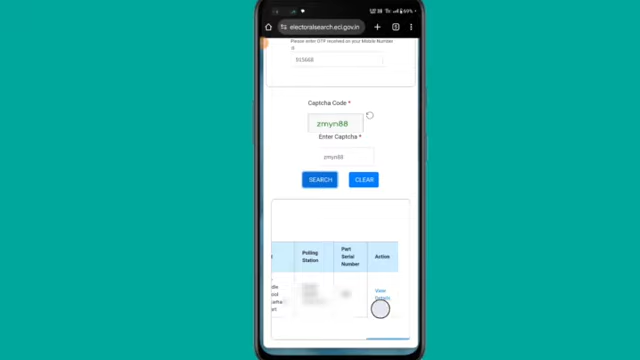 electoralsearch.eci.gov.in
Please enter OTP received on your Mobile Number
915668
Captcha Code *
zmyn88
Enter Captcha *
zmyn88
SEARCH CLEAR
Polling Station
Part Serial Number
Action
View Details